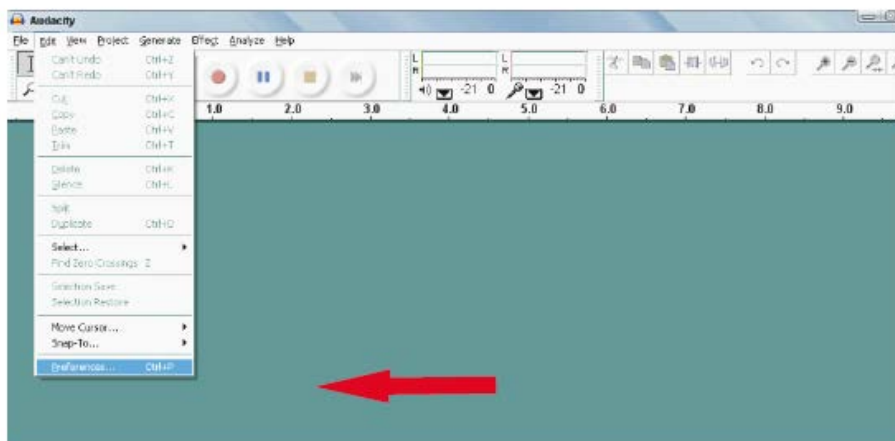 Audacity
File Edit View Project Generate Effect Analyze Help
Can't Undo Ctrl+Z
Can't Redo Ctrl+Y
Cut Ctrl+X
Copy Ctrl+C
Paste Ctrl+V
Trim Ctrl+T
Delete Ctrl+K
Silence Ctrl+L
Split
Duplicate Ctrl+D
Select...
Find Zero Crossings Z
Selection Save
Selection Restore
Move Cursor...
Snap-To...
Preferences... Ctrl+P
L
R
-21 0
L
R
-21 0
1.0 2.0 3.0 4.0 5.0 6.0 7.0 8.0 9.0